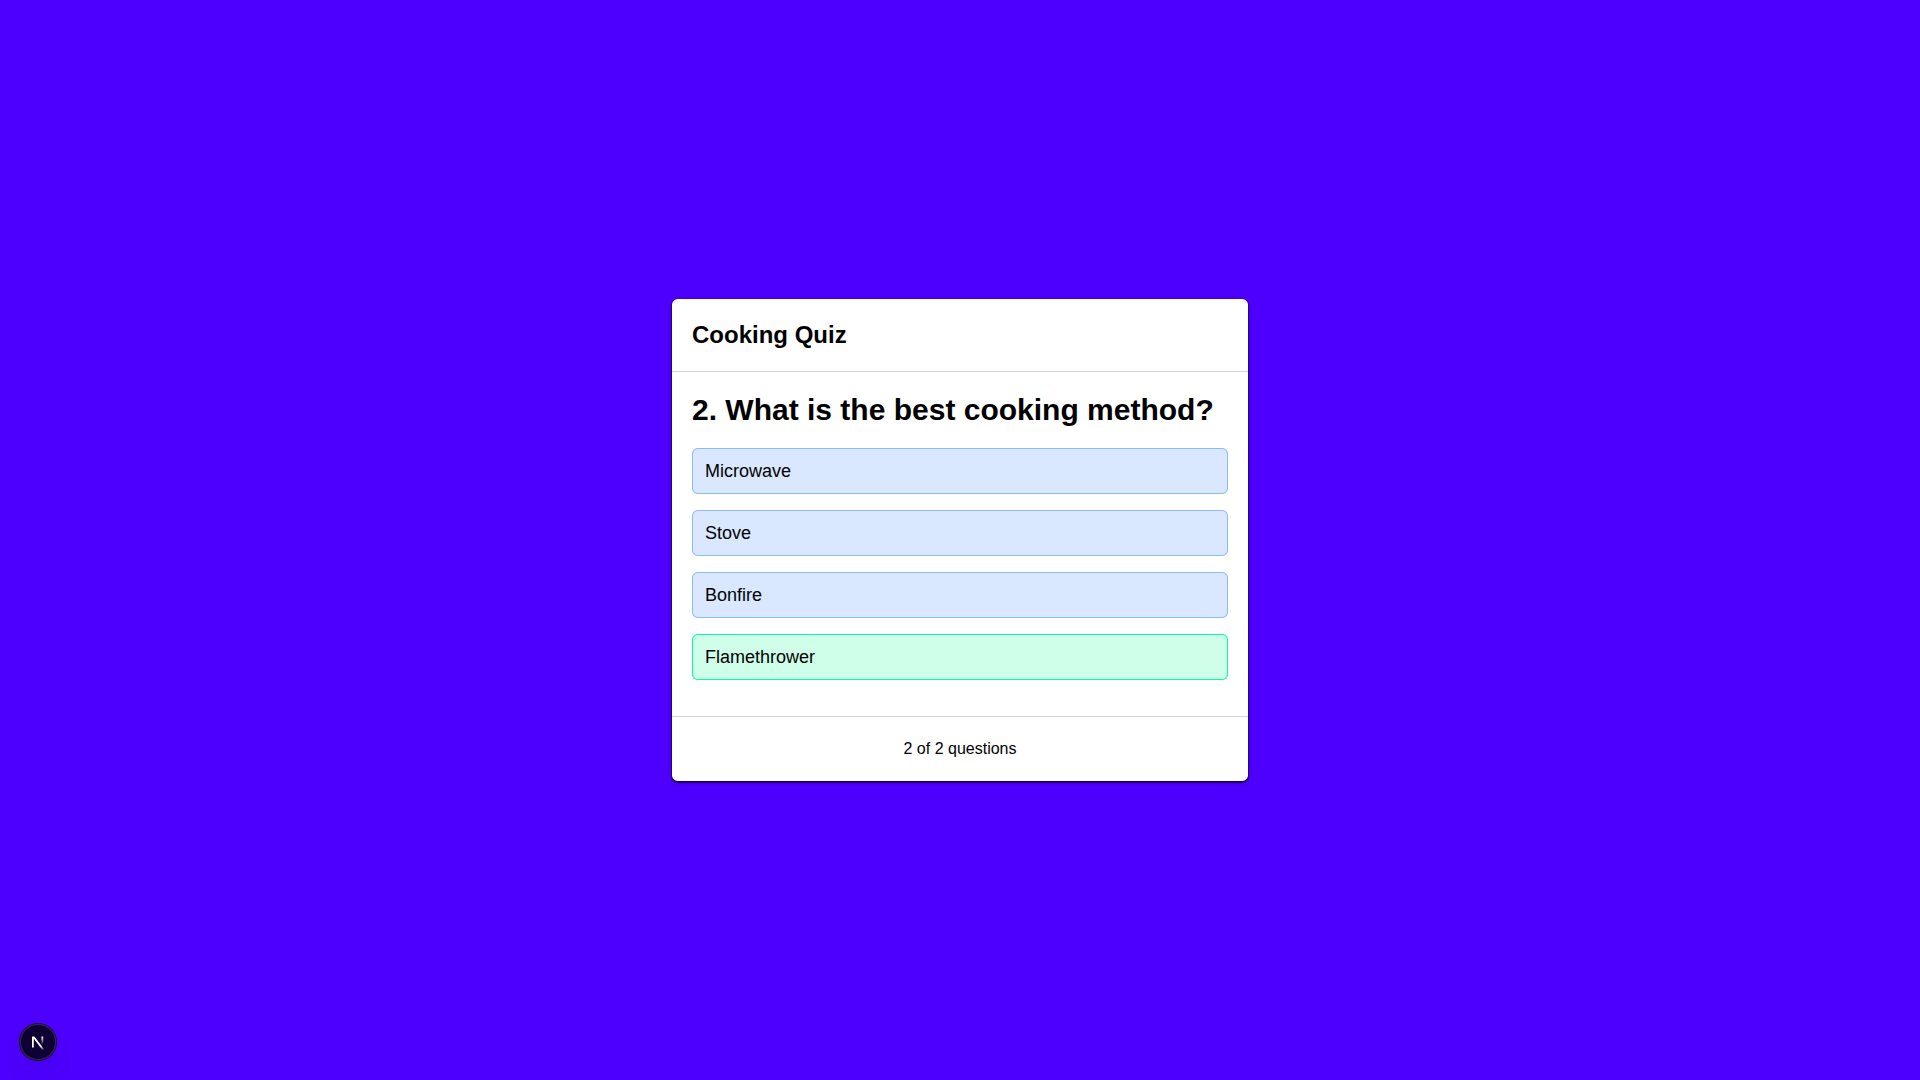 Cooking Quiz
2. What is the best cooking method?
Microwave
Stove
Bonfire
Flamethrower
2 of 2 questions
N